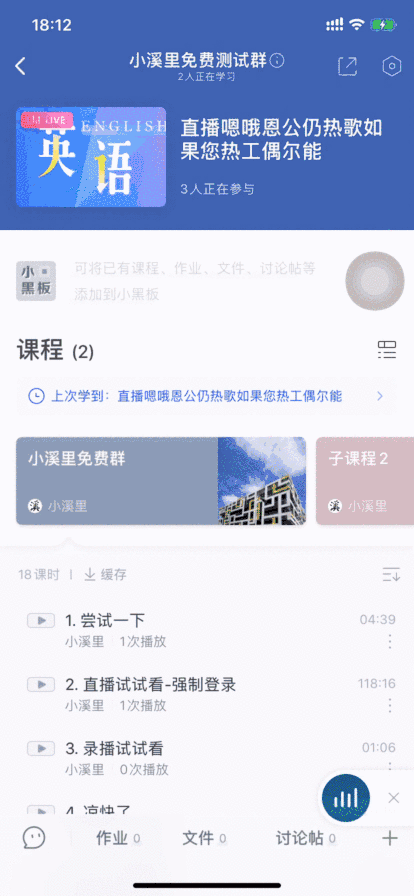 18:12
小溪里免费测试群
2人正在学习
LIVE
ENGLISH
英语
直播嗯哦恩公仍热歌如
果您热工偶尔能
3人正在参与
小黑板
可将已有课程、作业、文件、讨论帖等
添加到小黑板
课程 (2)
上次学到：直播嗯哦恩公仍热歌如果您热工偶尔能
小溪里免费群
溪 小溪里
子课程 2
溪 小溪里
18课时 | 缓存
1. 尝试一下 04:39
小溪里 1次播放
2. 直播试试看-强制登录 118:16
小溪里 1次播放
3. 录播试试看 01:06
小溪里 0次播放
4. 凉快了
作业 0 文件 0 讨论帖 0